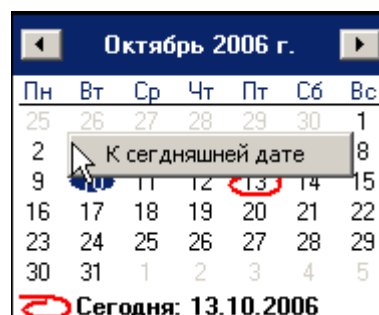 Октябрь 2006 г.
Пн Вт Ср Чт Пт Сб Вс
25 26 27 28 29 30 1
2 К сегдняшней дате 8
9 10 11 12 13 14 15
16 17 18 19 20 21 22
23 24 25 26 27 28 29
30 31 1 2 3 4 5
Сегодня: 13.10.2006